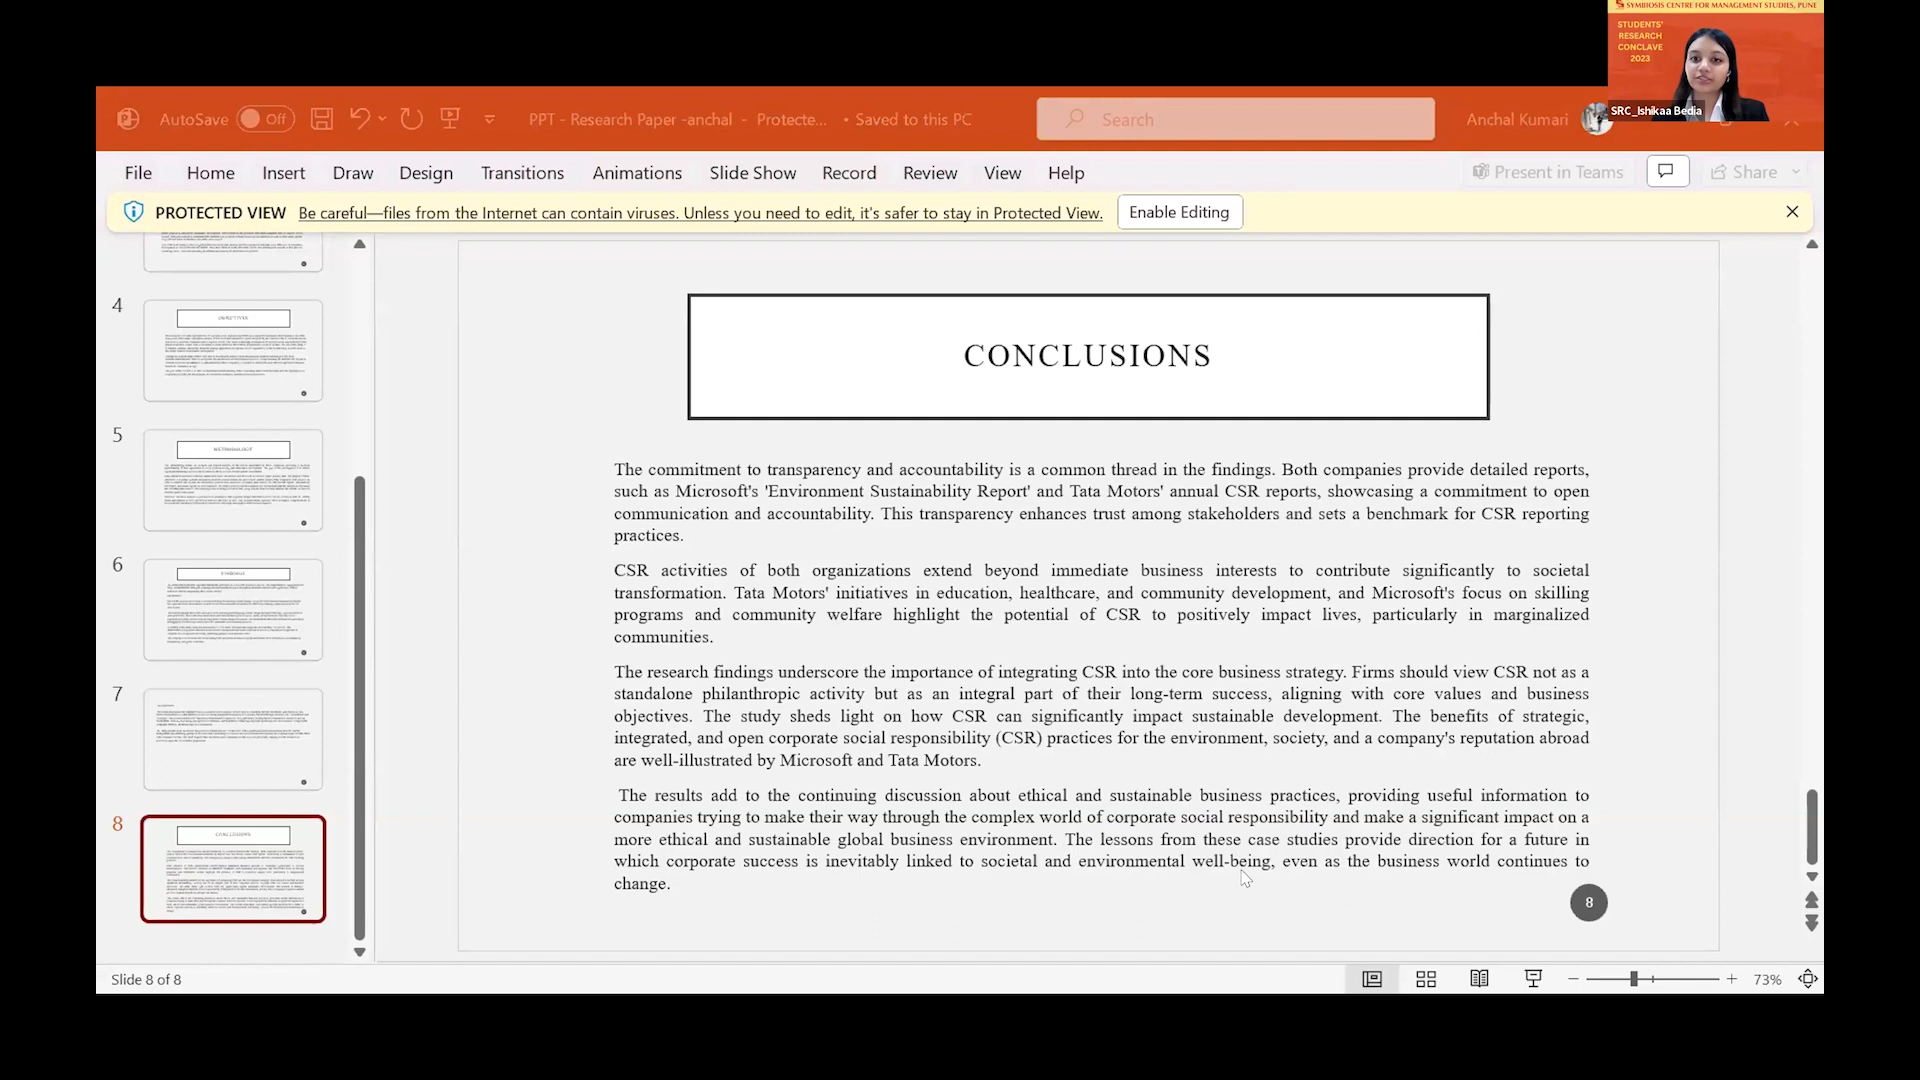 SYMBIOSIS CENTRE FOR MANAGEMENT STUDIES, PUNE
STUDENTS'
RESEARCH
CONCLAVE
2023
SRC_Ishikaa Bedia
AutoSave Off
PPT - Research Paper -anchal - Protecte... • Saved to this PC
Search
Anchal Kumari
File Home Insert Draw Design Transitions Animations Slide Show Record Review View Help
Present in Teams
Share
PROTECTED VIEW Be careful—files from the Internet can contain viruses. Unless you need to edit, it's safer to stay in Protected View.
Enable Editing
4
OBJECTIVES
5
METHODOLOGY
6
7
8
CONCLUSIONS
CONCLUSIONS
The commitment to transparency and accountability is a common thread in the findings. Both companies provide detailed reports,
such as Microsoft's 'Environment Sustainability Report' and Tata Motors' annual CSR reports, showcasing a commitment to open
communication and accountability. This transparency enhances trust among stakeholders and sets a benchmark for CSR reporting
practices.
CSR activities of both organizations extend beyond immediate business interests to contribute significantly to societal
transformation. Tata Motors' initiatives in education, healthcare, and community development, and Microsoft's focus on skilling
programs and community welfare highlight the potential of CSR to positively impact lives, particularly in marginalized
communities.
The research findings underscore the importance of integrating CSR into the core business strategy. Firms should view CSR not as a
standalone philanthropic activity but as an integral part of their long-term success, aligning with core values and business
objectives. The study sheds light on how CSR can significantly impact sustainable development. The benefits of strategic,
integrated, and open corporate social responsibility (CSR) practices for the environment, society, and a company's reputation abroad
are well-illustrated by Microsoft and Tata Motors.
The results add to the continuing discussion about ethical and sustainable business practices, providing useful information to
companies trying to make their way through the complex world of corporate social responsibility and make a significant impact on a
more ethical and sustainable global business environment. The lessons from these case studies provide direction for a future in
which corporate success is inevitably linked to societal and environmental well-being, even as the business world continues to
change.
8
Slide 8 of 8
73%